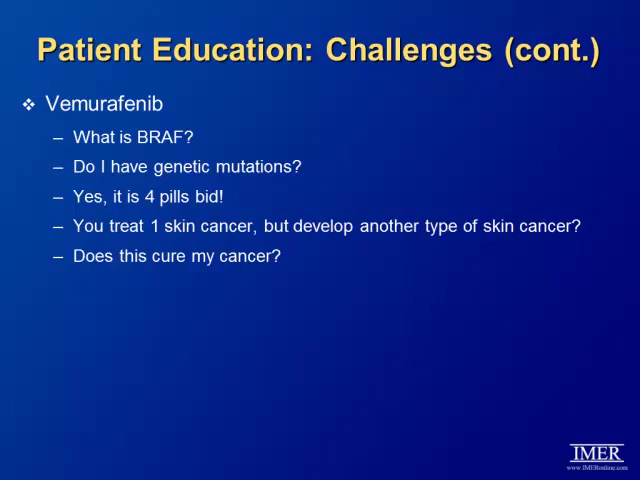 Patient Education: Challenges (cont.)
❖ Vemurafenib
– What is BRAF?
– Do I have genetic mutations?
– Yes, it is 4 pills bid!
– You treat 1 skin cancer, but develop another type of skin cancer?
– Does this cure my cancer?
IMER
www.IMERonline.com